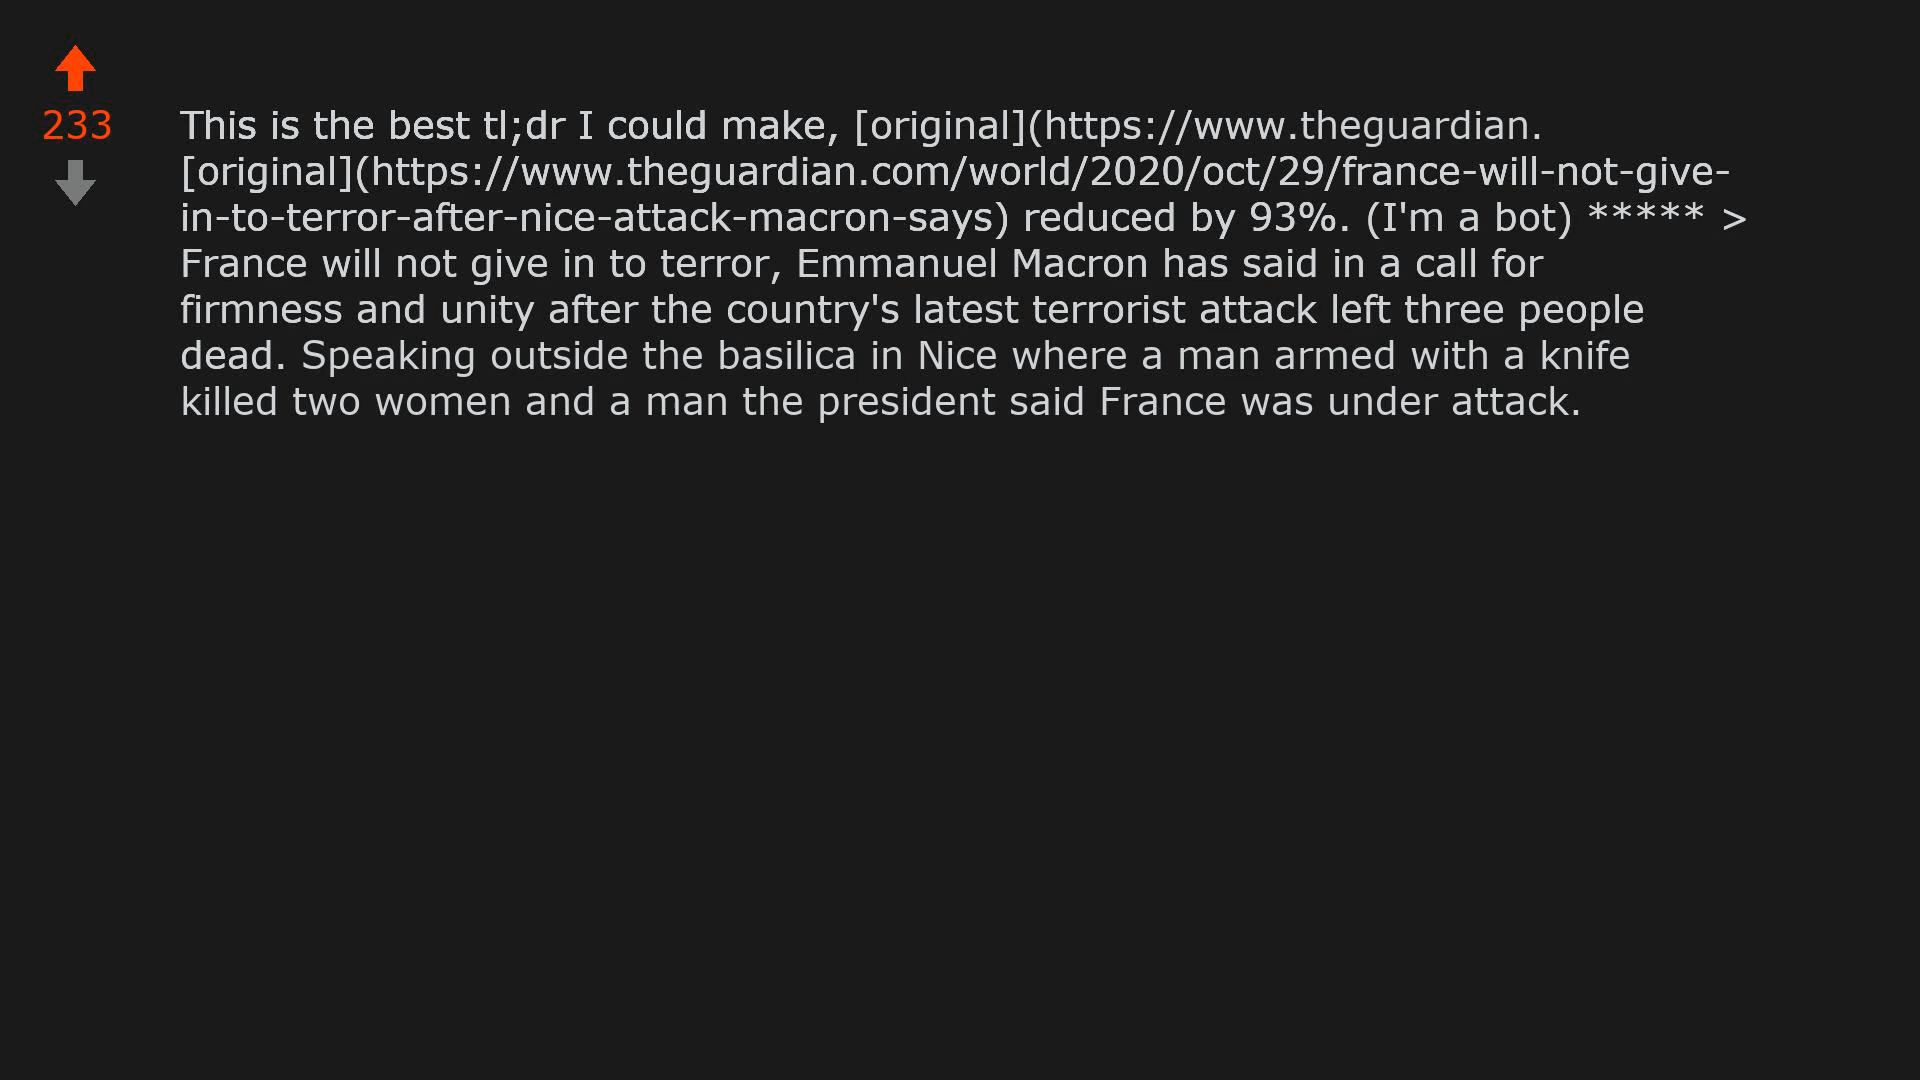 233
This is the best tl;dr I could make, [original](https://www.theguardian.
[original](https://www.theguardian.com/world/2020/oct/29/france-will-not-give-
in-to-terror-after-nice-attack-macron-says) reduced by 93%. (I'm a bot) ***** >
France will not give in to terror, Emmanuel Macron has said in a call for
firmness and unity after the country's latest terrorist attack left three people
dead. Speaking outside the basilica in Nice where a man armed with a knife
killed two women and a man the president said France was under attack.